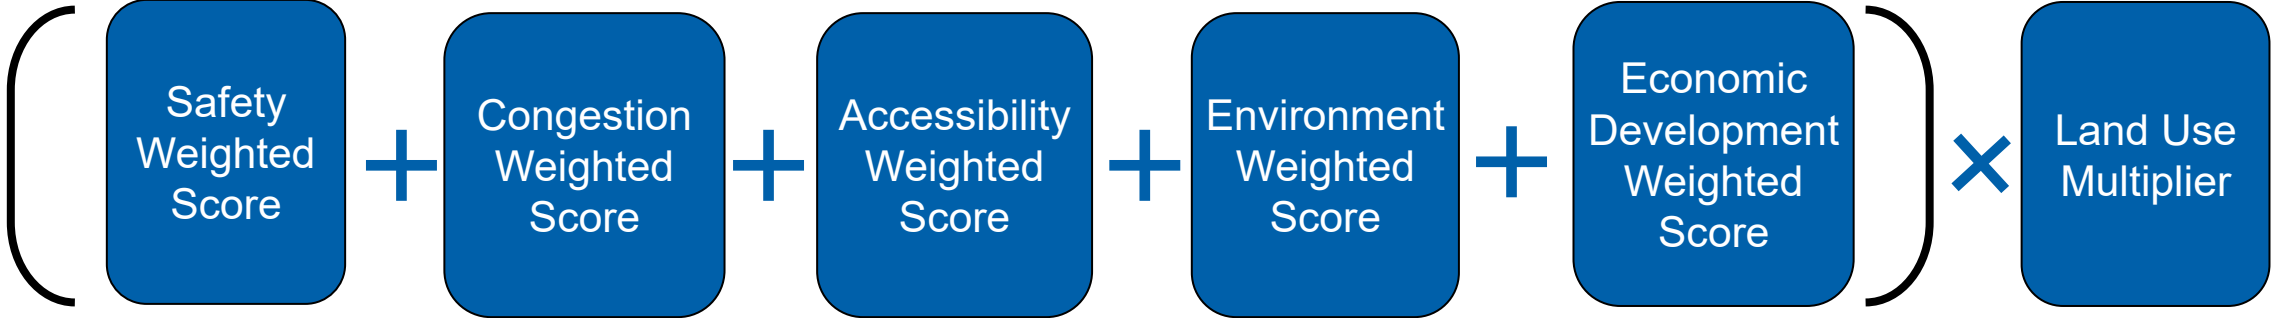 Safety
Weighted
Score
Congestion
Weighted
Score
Accessibility
Weighted
Score
Environment
Weighted
Score
Economic
Development
Weighted
Score
Land Use
Multiplier